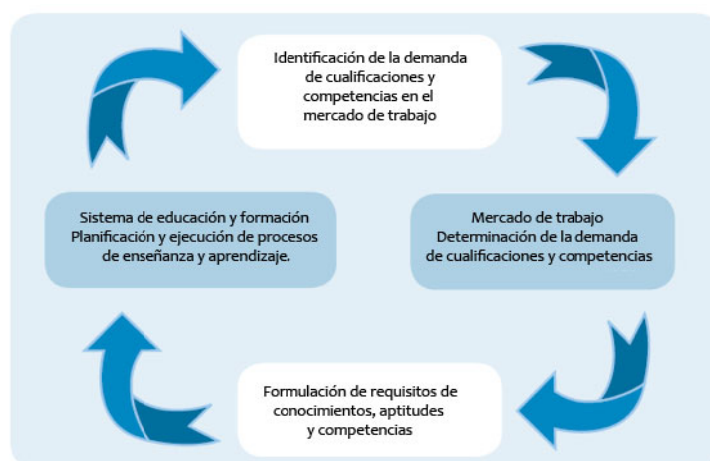 Identificación de la demanda
de cualificaciones y
competencias en el
mercado de trabajo
Sistema de educación y formación
Planificación y ejecución de procesos
de enseñanza y aprendizaje.
Mercado de trabajo
Determinación de la demanda
de cualificaciones y competencias
Formulación de requisitos de
conocimientos, aptitudes
y competencias